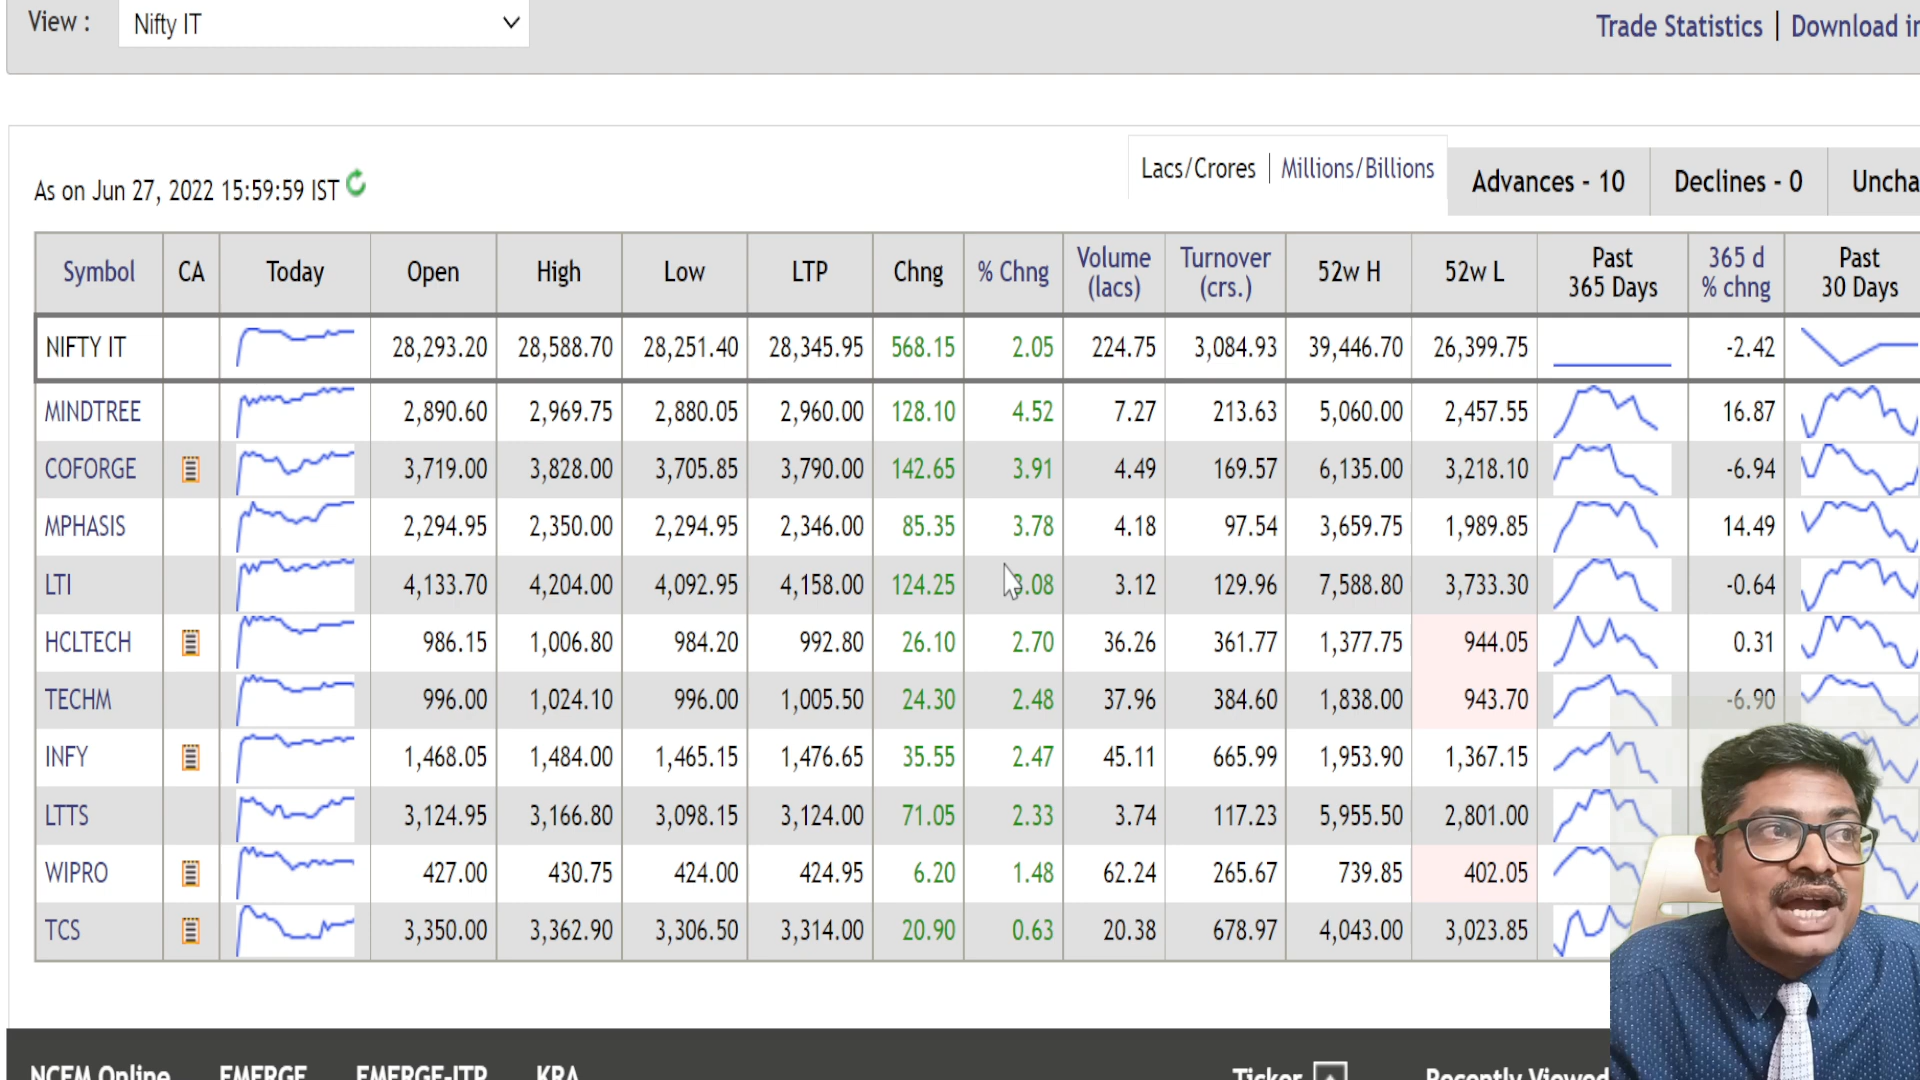 View : Nifty IT Trade Statistics | Download in
Lacs/Crores | Millions/Billions Advances - 10 Declines - 0 Uncha
As on Jun 27, 2022 15:59:59 IST
Symbol CA Today Open High Low LTP Chng % Chng Volume (lacs) Turnover (crs.) 52w H 52w L Past 365 Days 365 d % chng Past 30 Days
NIFTY IT 28,293.20 28,588.70 28,251.40 28,345.95 568.15 2.05 224.75 3,084.93 39,446.70 26,399.75 -2.42
MINDTREE 2,890.60 2,969.75 2,880.05 2,960.00 128.10 4.52 7.27 213.63 5,060.00 2,457.55 16.87
COFORGE 3,719.00 3,828.00 3,705.85 3,790.00 142.65 3.91 4.49 169.57 6,135.00 3,218.10 -6.94
MPHASIS 2,294.95 2,350.00 2,294.95 2,346.00 85.35 3.78 4.18 97.54 3,659.75 1,989.85 14.49
LTI 4,133.70 4,204.00 4,092.95 4,158.00 124.25 3.08 3.12 129.96 7,588.80 3,733.30 -0.64
HCLTECH 986.15 1,006.80 984.20 992.80 26.10 2.70 36.26 361.77 1,377.75 944.05 0.31
TECHM 996.00 1,024.10 996.00 1,005.50 24.30 2.48 37.96 384.60 1,838.00 943.70 -6.90
INFY 1,468.05 1,484.00 1,465.15 1,476.65 35.55 2.47 45.11 665.99 1,953.90 1,367.15
LTTS 3,124.95 3,166.80 3,098.15 3,124.00 71.05 2.33 3.74 117.23 5,955.50 2,801.00
WIPRO 427.00 430.75 424.00 424.95 6.20 1.48 62.24 265.67 739.85 402.05
TCS 3,350.00 3,362.90 3,306.50 3,314.00 20.90 0.63 20.38 678.97 4,043.00 3,023.85
NCFM Online EMERGE EMERGE-ITP KRA Ticker Recently Viewed